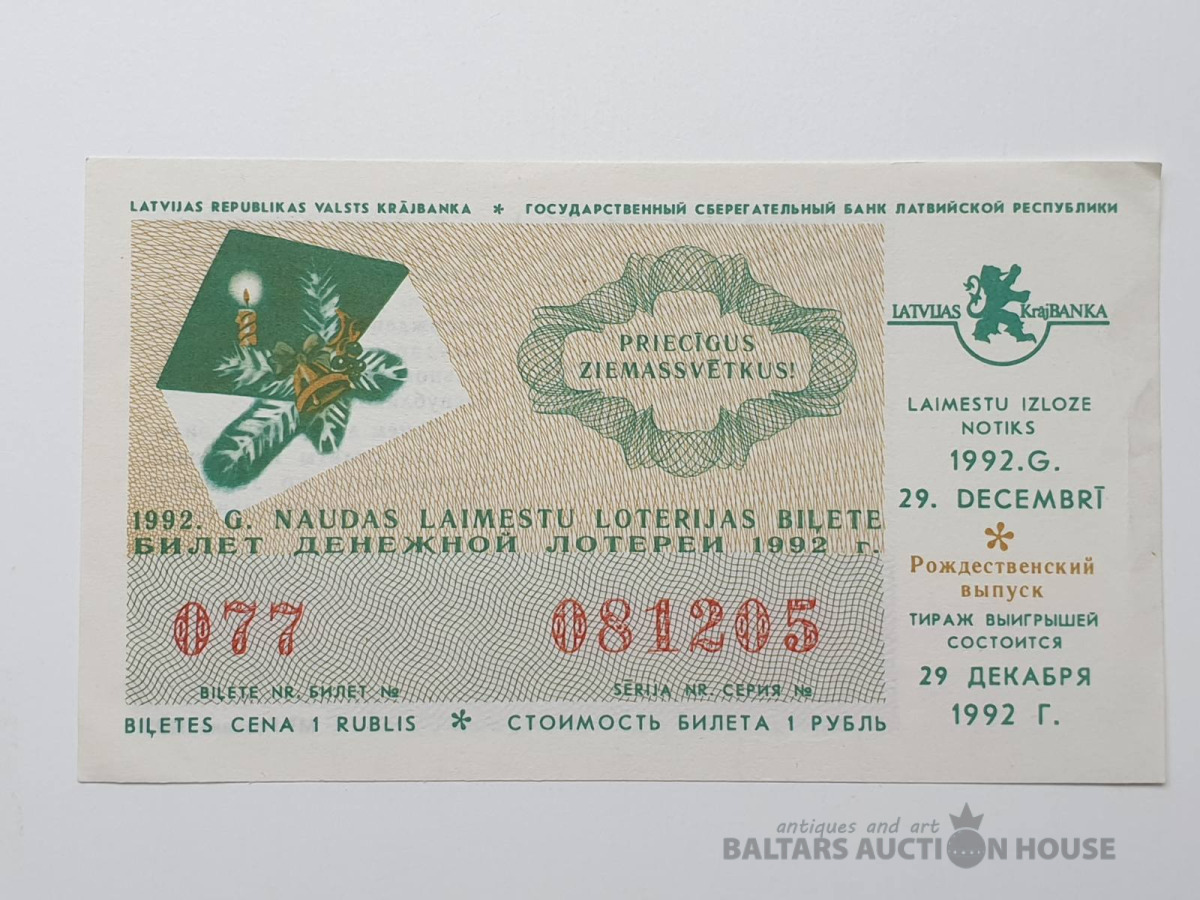 LATVIJAS REPUBLIKAS VALSTS KRĀJBANKA * ГОСУДАРСТВЕННЫЙ СБЕРЕГАТЕЛЬНЫЙ БАНК ЛАТВИЙСКОЙ РЕСПУБЛИКИ
PRIECĪGUS
ZIEMASSVĒTKUS!
LATVIJAS KrājBANKA
LAIMESTU IZLOZE
NOTIKS
1992.G.
29. DECEMBRĪ
*
Рождественский
выпуск
ТИРАЖ ВЫИГРЫШЕЙ
СОСТОИТСЯ
29 ДЕКАБРЯ
1992 Г.
1992. G. NAUDAS LAIMESTU LOTERIJAS BIĻETE
БИЛЕТ ДЕНЕЖНОЙ ЛОТЕРЕИ 1992 г.
077 081205
BIĻETE NR. БИЛЕТ № SĒRIJA NR. СЕРИЯ №
BIĻETES CENA 1 RUBLIS * СТОИМОСТЬ БИЛЕТА 1 РУБЛЬ
antiques and art
BALTARS AUCTION HOUSE